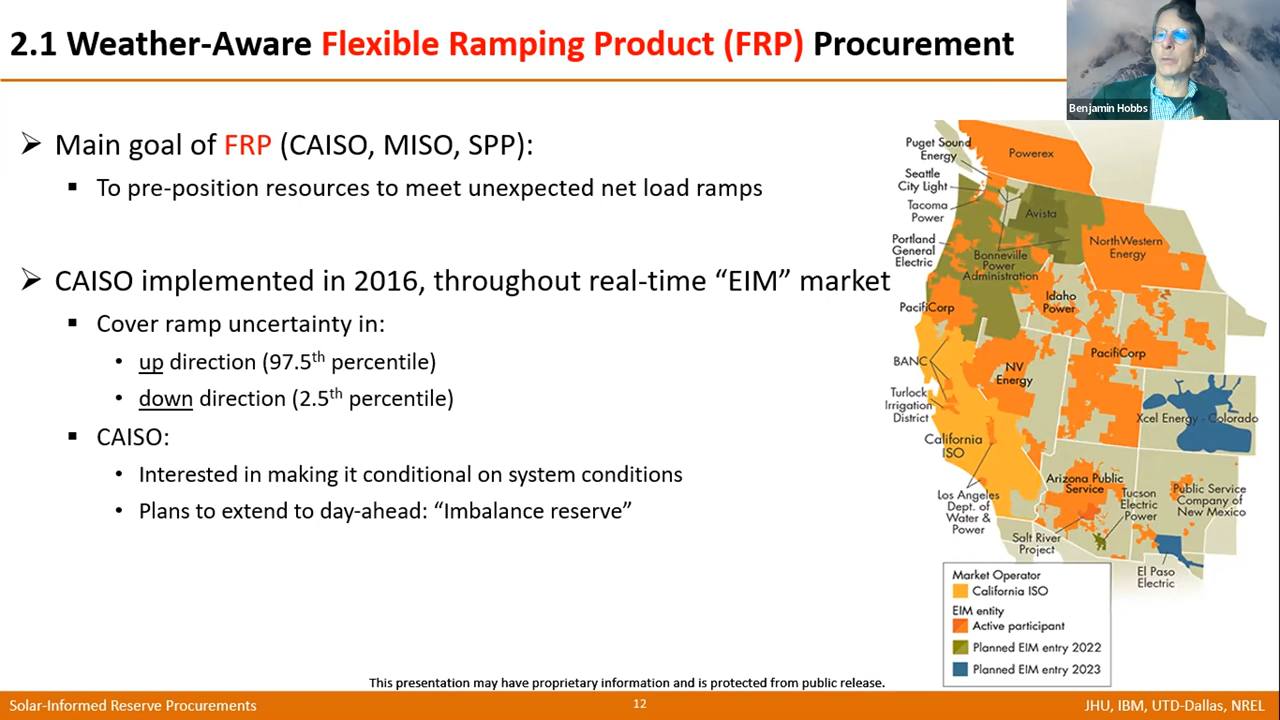 2.1 Weather-Aware Flexible Ramping Product (FRP) Procurement
Benjamin Hobbs
➢ Main goal of FRP (CAISO, MISO, SPP):
▪ To pre-position resources to meet unexpected net load ramps
➢ CAISO implemented in 2016, throughout real-time “EIM” market
▪ Cover ramp uncertainty in:
• up direction (97.5th percentile)
• down direction (2.5th percentile)
▪ CAISO:
• Interested in making it conditional on system conditions
• Plans to extend to day-ahead: “Imbalance reserve”
Puget Sound
Energy
Powerex
Seattle
City Light
Tacoma
Power
Avista
Portland
General
Electric
NorthWestern
Energy
Bonneville
Power
Administration
Idaho
Power
PacifiCorp
BANC
PacifiCorp
NV
Energy
Turlock
Irrigation
District
Xcel Energy - Colorado
California
ISO
Arizona Public
Service
Los Angeles
Dept. of
Water &
Power
Tucson
Electric
Power
Public Service
Company of
New Mexico
Salt River
Project
El Paso
Electric
Market Operator
California ISO
EIM entity
Active participant
Planned EIM entry 2022
Planned EIM entry 2023
This presentation may have proprietary information and is protected from public release.
Solar-Informed Reserve Procurements
12
JHU, IBM, UTD-Dallas, NREL